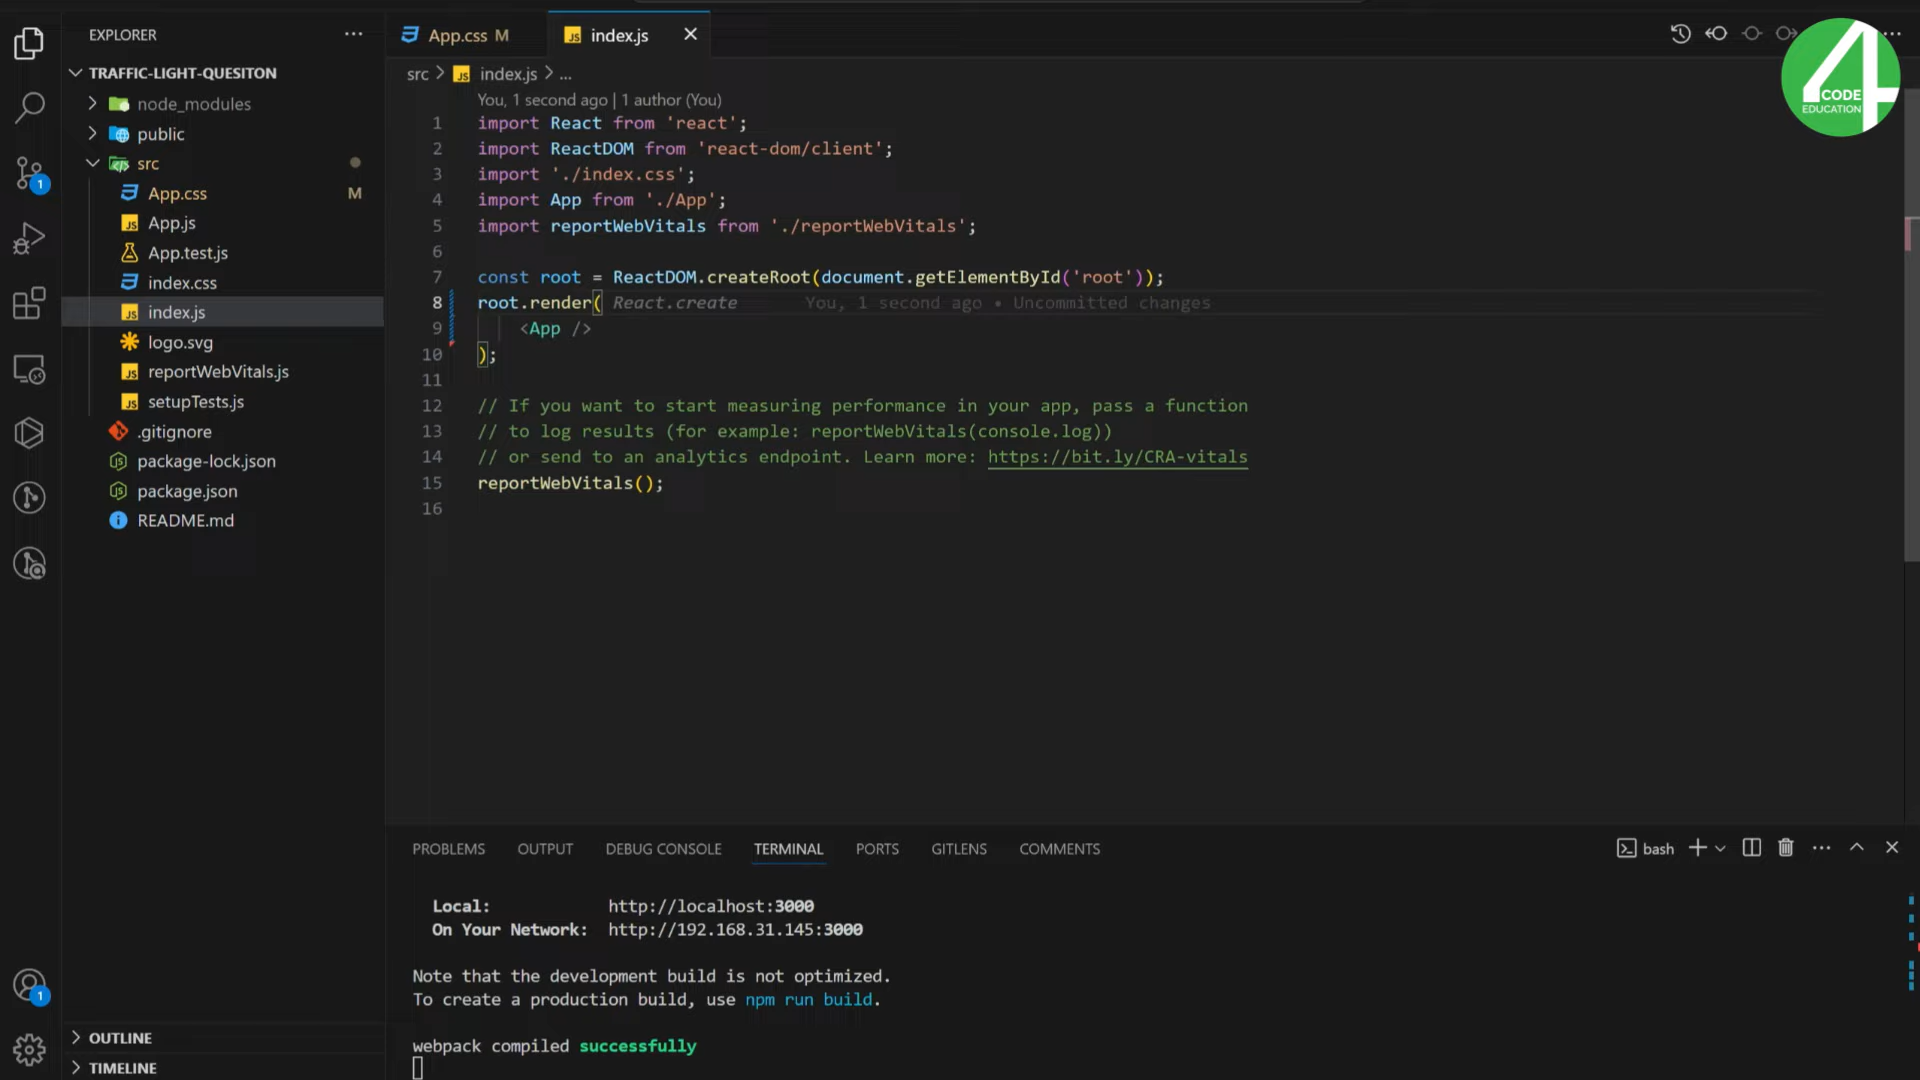 EXPLORER
TRAFFIC-LIGHT-QUESITON
node_modules
public
src
App.css M
App.js
App.test.js
index.css
index.js
logo.svg
reportWebVitals.js
setupTests.js
.gitignore
package-lock.json
package.json
README.md
OUTLINE
TIMELINE
1
1
App.css M
index.js
src > index.js > ...
You, 1 second ago | 1 author (You)
1 import React from 'react';
2 import ReactDOM from 'react-dom/client';
3 import './index.css';
4 import App from './App';
5 import reportWebVitals from './reportWebVitals';
6
7 const root = ReactDOM.createRoot(document.getElementById('root'));
8 root.render( React.create You, 1 second ago • Uncommitted changes
9 <App />
10 );
11
12 // If you want to start measuring performance in your app, pass a function
13 // to log results (for example: reportWebVitals(console.log))
14 // or send to an analytics endpoint. Learn more: https://bit.ly/CRA-vitals
15 reportWebVitals();
16
4
CODE
EDUCATION
PROBLEMS OUTPUT DEBUG CONSOLE TERMINAL PORTS GITLENS COMMENTS
bash
Local: http://localhost:3000
On Your Network: http://192.168.31.145:3000
Note that the development build is not optimized.
To create a production build, use npm run build.
webpack compiled successfully